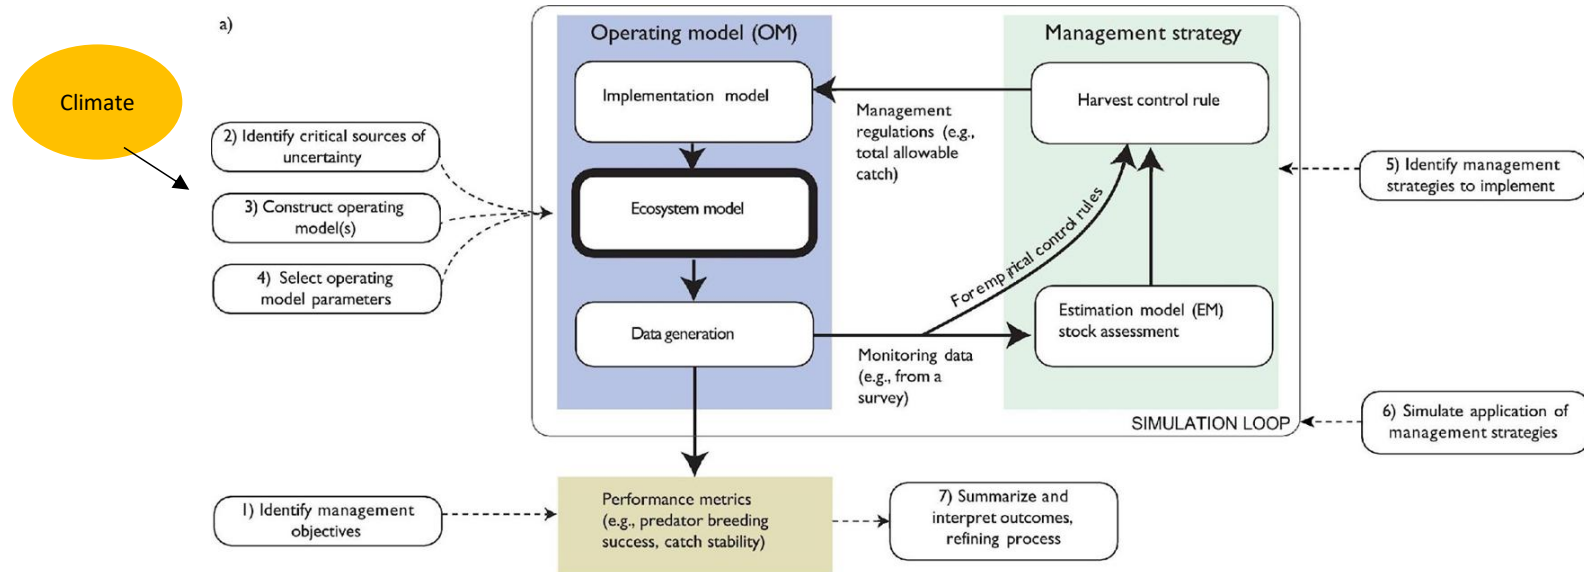 a)
Climate
Operating model (OM)
Management strategy
Implementation model
Harvest control rule
Management
regulations (e.g.,
total allowable
catch)
2) Identify critical sources of
uncertainty
3) Construct operating
model(s)
4) Select operating
model parameters
Ecosystem model
For empirical control rules
5) Identify management
strategies to implement
Data generation
Estimation model (EM)
stock assessment
Monitoring data
(e.g., from a
survey)
SIMULATION LOOP
6) Simulate application of
management strategies
1) Identify management
objectives
Performance metrics
(e.g., predator breeding
success, catch stability)
7) Summarize and
interpret outcomes,
refining process